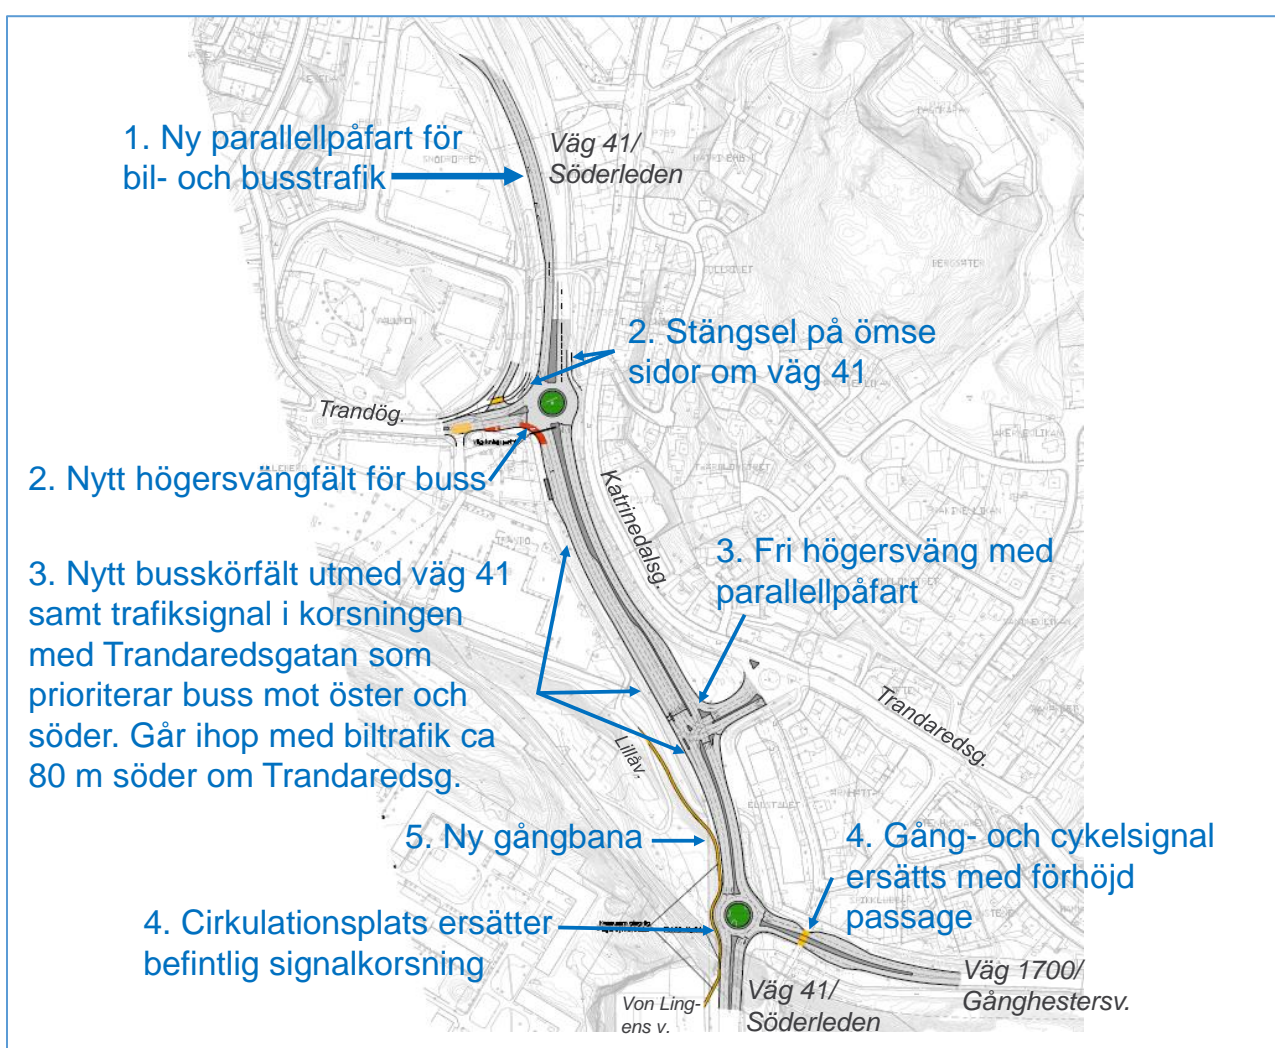 1. Ny parallellpåfart för
bil- och busstrafik
Väg 41/
Söderleden
2. Stängsel på ömse
sidor om väg 41
Trandög.
2. Nytt högersvängfält för buss
Katrinedalsg.
3. Fri högersväng med
parallellpåfart
3. Nytt busskörfält utmed väg 41
samt trafiksignal i korsningen
med Trandaredsgatan som
prioriterar buss mot öster och
söder. Går ihop med biltrafik ca
80 m söder om Trandaredsg.
Trandaredsg.
Lillåv.
5. Ny gångbana
4. Gång- och cykelsignal
ersätts med förhöjd
passage
4. Cirkulationsplats ersätter
befintlig signalkorsning
Väg 1700/
Gånghestersv.
Von Ling-
ens v.
Väg 41/
Söderleden